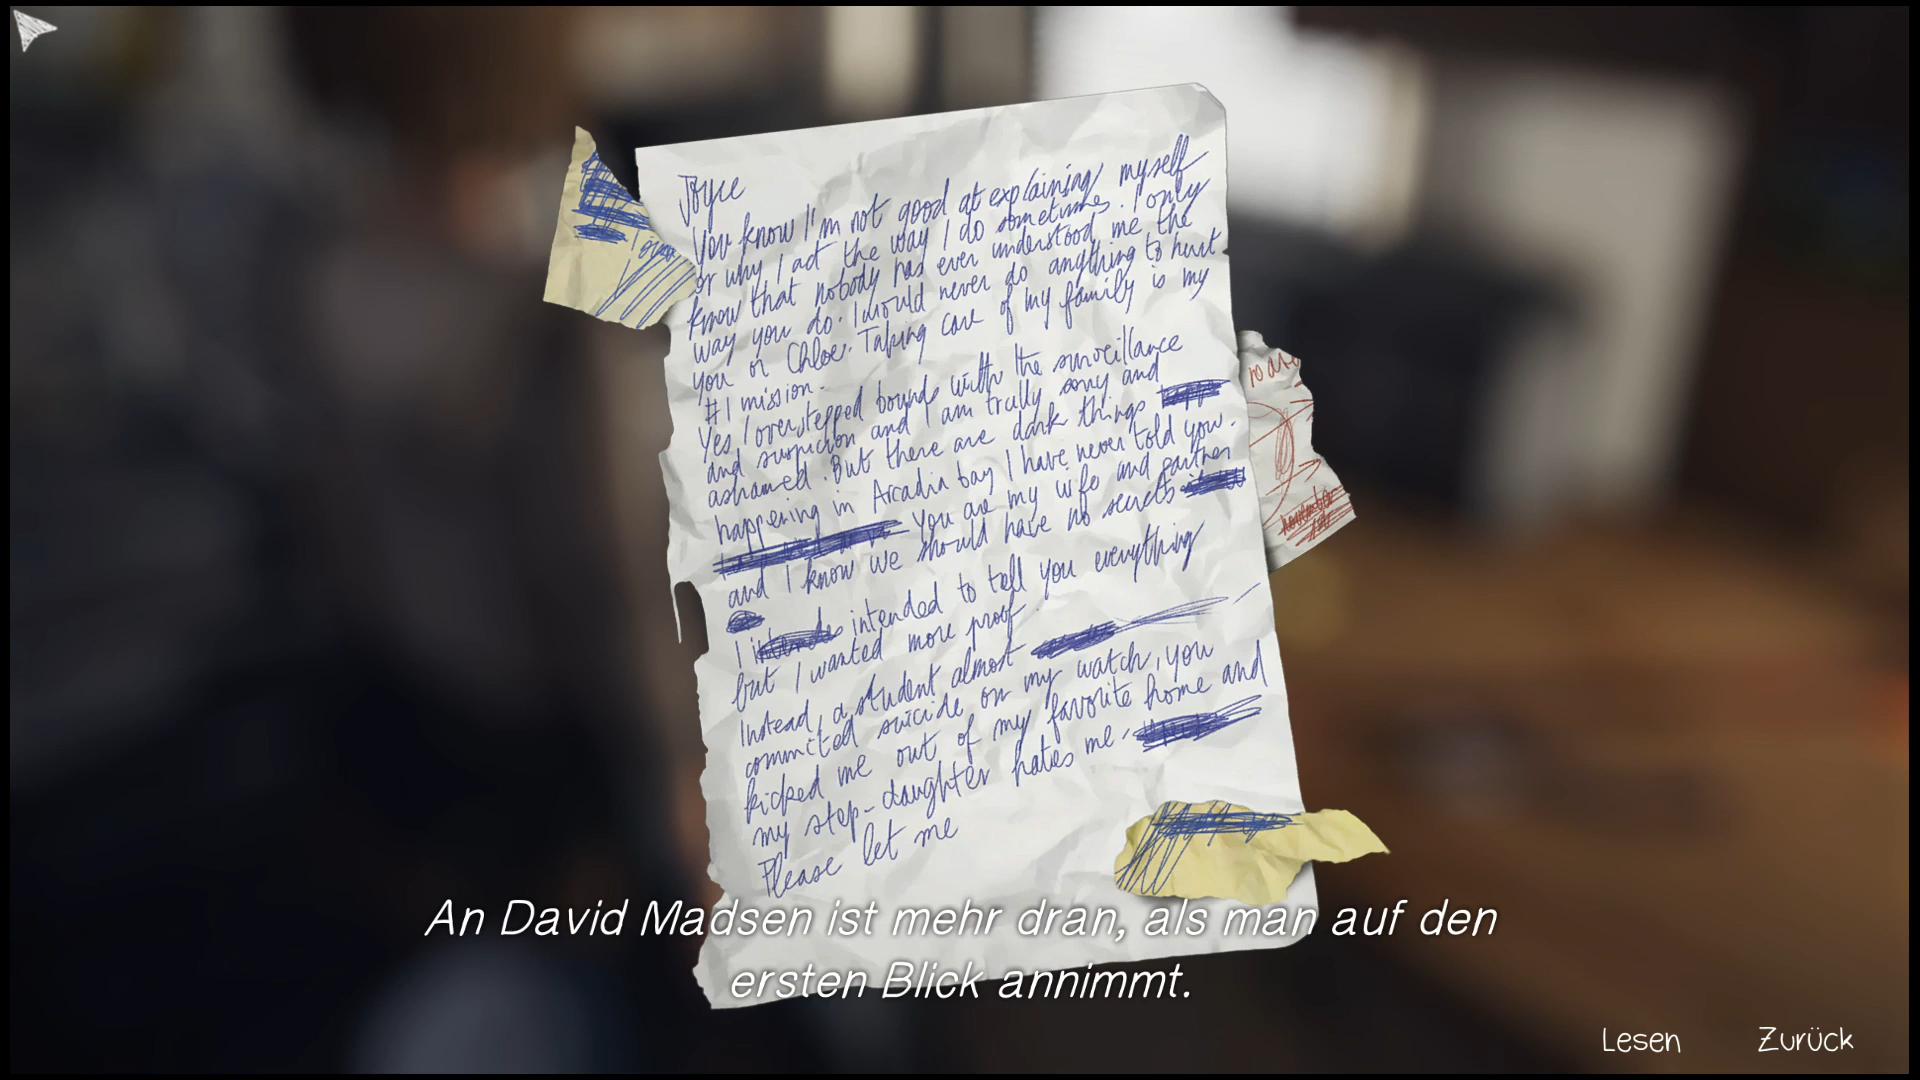 Joyce
You know I'm not good at explaining myself
or why I act the way I do sometimes. I only
know that nobody has ever understood me the
way you do. I would never do anything to hurt
you or Chloe. Taking care of my family is my
#1 mission.
Yes I overstepped bounds with the surveillance
and suspicion and I am trully sorry and
ashamed. But there are dark things
happening in Arcadia bay I have never told you.
You are my wife and partner
and I know we should have no secrets
I intended to tell you everything
but I wanted more proof
Instead, a student almost
committed suicide on my watch, you
kicked me out of my favorite home and
my step-daughter hates me.
Please let me
An David Madsen ist mehr dran, als man auf den
ersten Blick annimmt.
Lesen Zurück